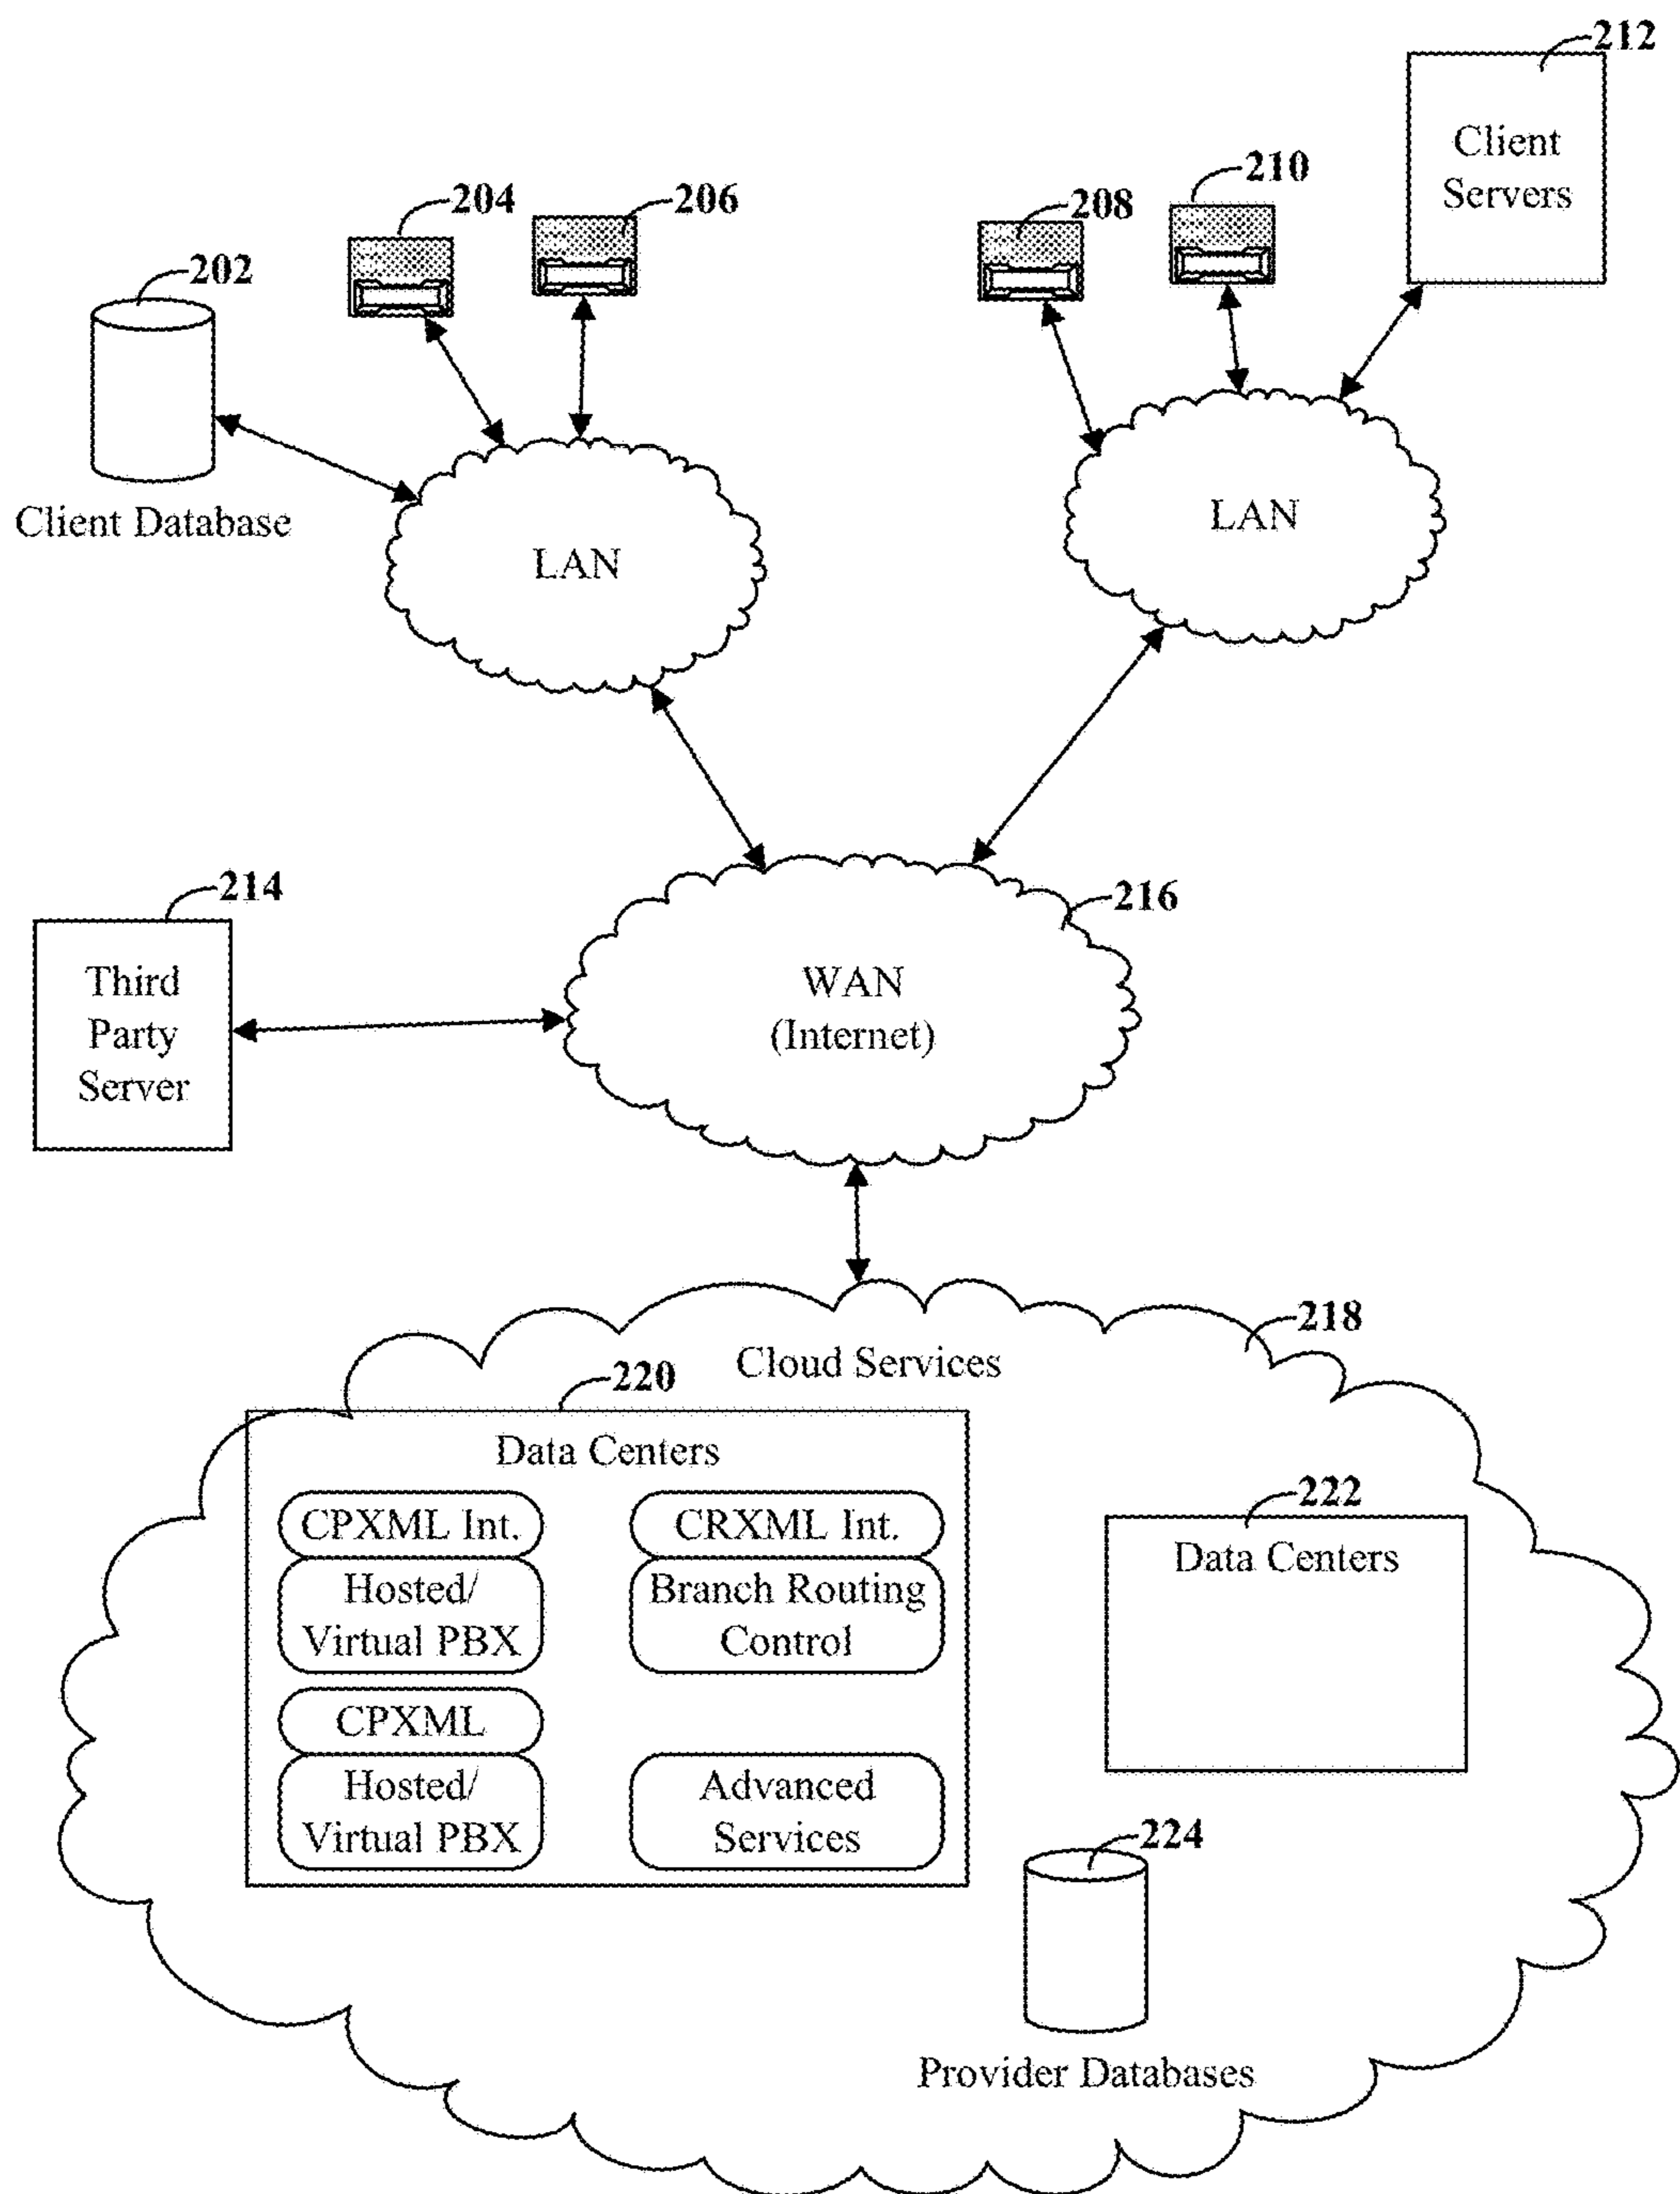 212
Client
Servers
204
206
208
210
202
Client Database
LAN
LAN
214
216
Third
Party
Server
WAN
(Internet)
218
Cloud Services
220
Data Centers
CPXML Int.
CRXML Int.
Hosted/
Virtual PBX
Branch Routing
Control
CPXML
Hosted/
Virtual PBX
Advanced
Services
222
Data Centers
224
Provider Databases